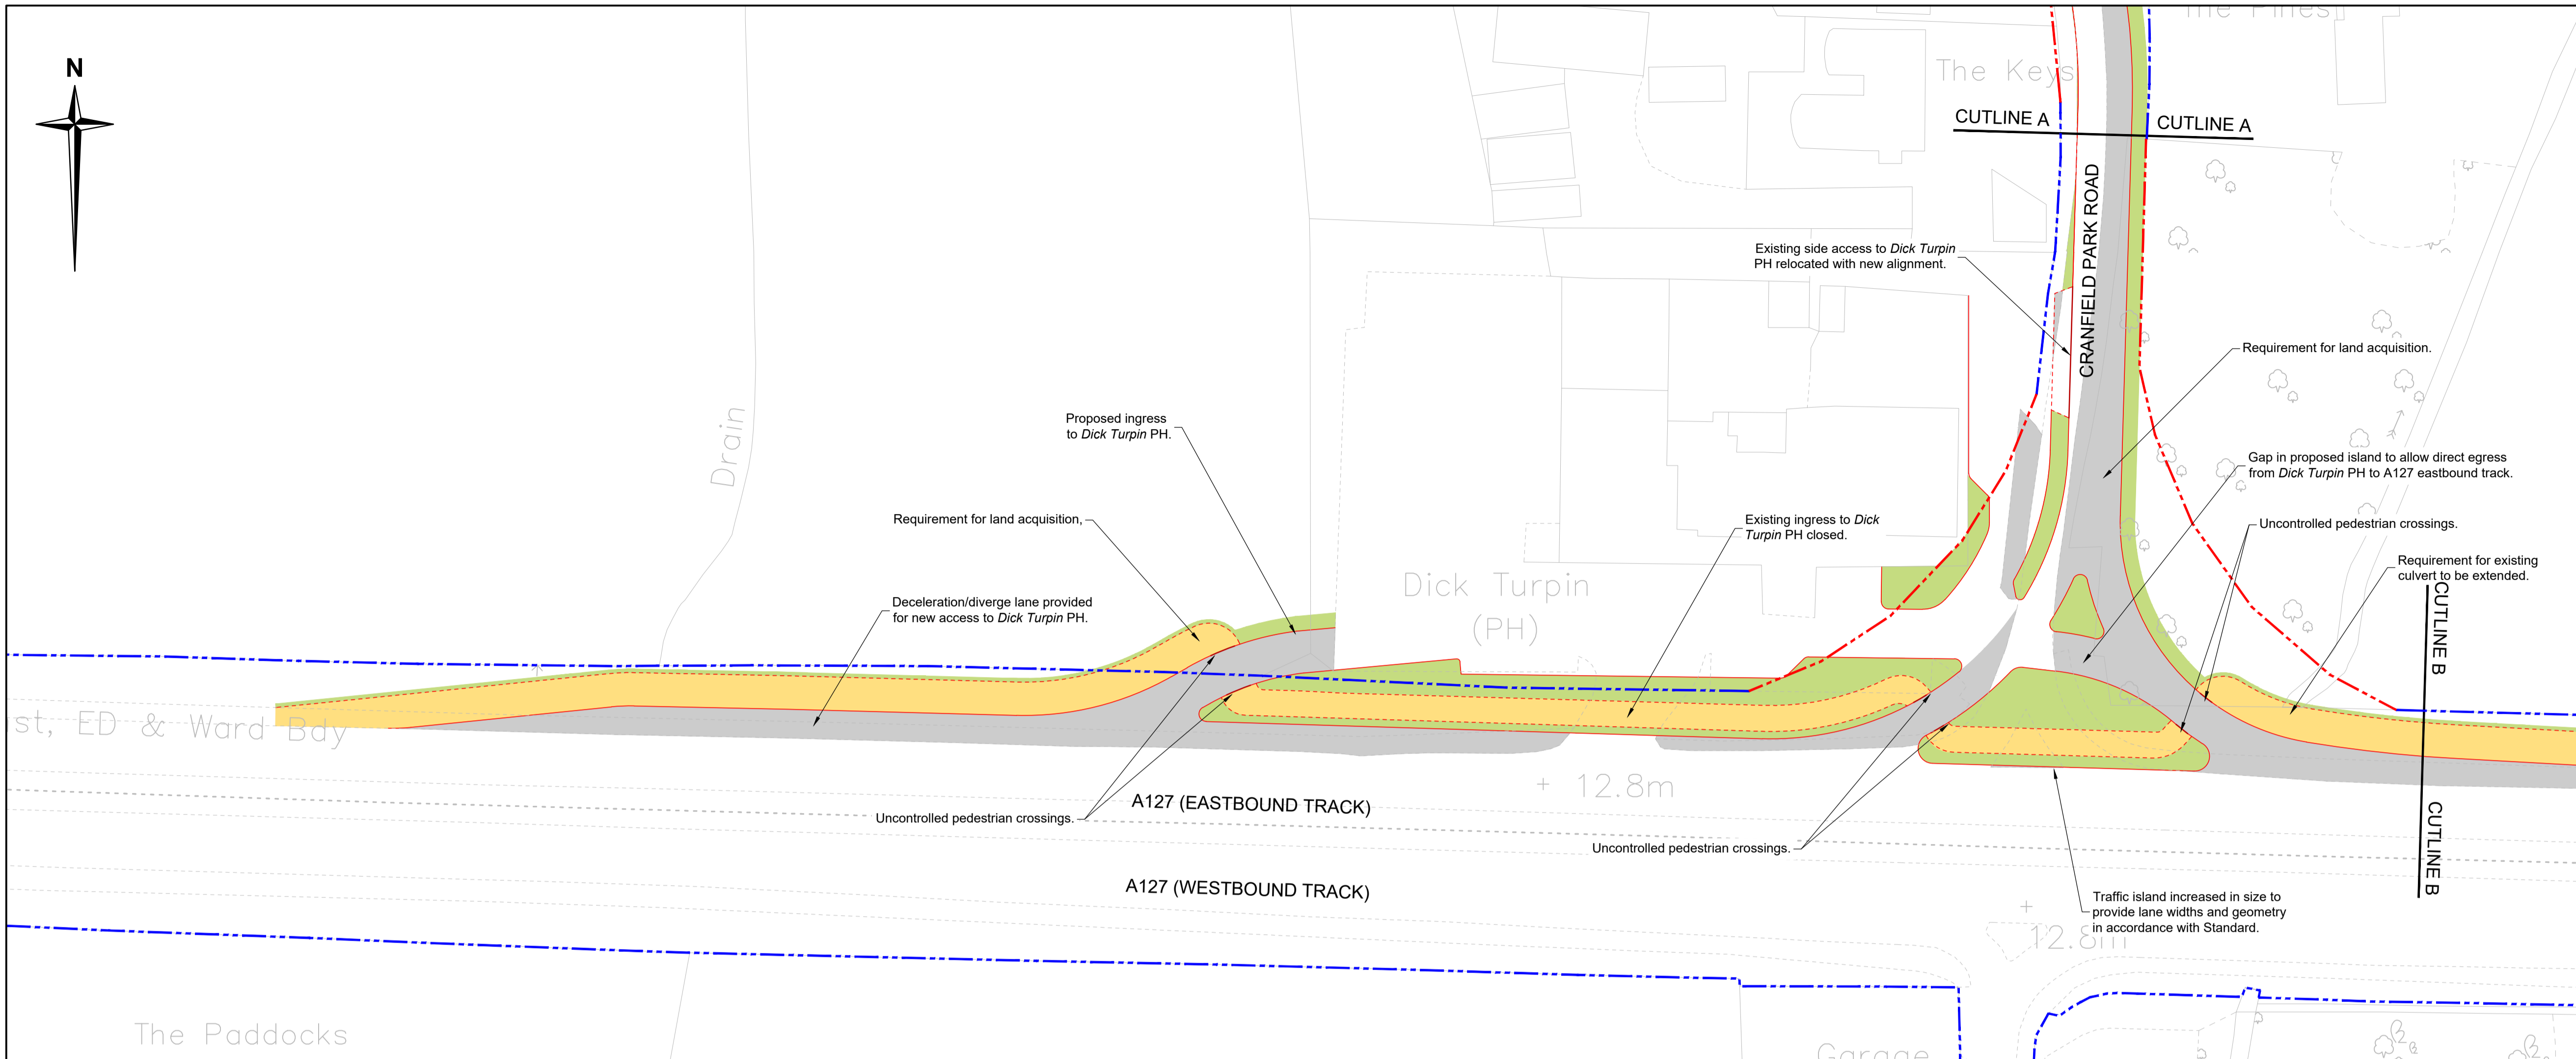 N
The Pines
The Keys
CUTLINE A
CUTLINE A
CRANFIELD PARK ROAD
Existing side access to Dick Turpin
PH relocated with new alignment.
Requirement for land acquisition.
Drain
Proposed ingress
to Dick Turpin PH.
Gap in proposed island to allow direct egress
from Dick Turpin PH to A127 eastbound track.
Requirement for land acquisition,
Existing ingress to Dick
Turpin PH closed.
Uncontrolled pedestrian crossings.
Requirement for existing
culvert to be extended.
Dick Turpin
(PH)
Deceleration/diverge lane provided
for new access to Dick Turpin PH.
CUTLINE B
CUTLINE B
ist, ED & Ward Bdy
+ 12.8m
A127 (EASTBOUND TRACK)
Uncontrolled pedestrian crossings.
Uncontrolled pedestrian crossings.
A127 (WESTBOUND TRACK)
Traffic island increased in size to
provide lane widths and geometry
in accordance with Standard.
+
12.8m
The Paddocks
Garage